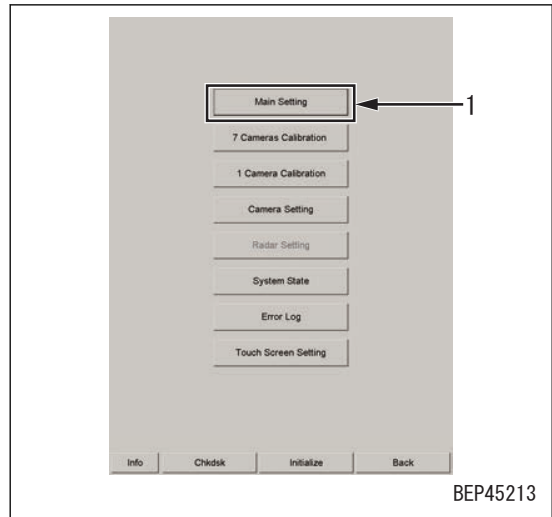 Main Setting
1
7 Cameras Calibration
1 Camera Calibration
Camera Setting
Radar Setting
System State
Error Log
Touch Screen Setting
Info Chkdsk Initialize Back
BEP45213